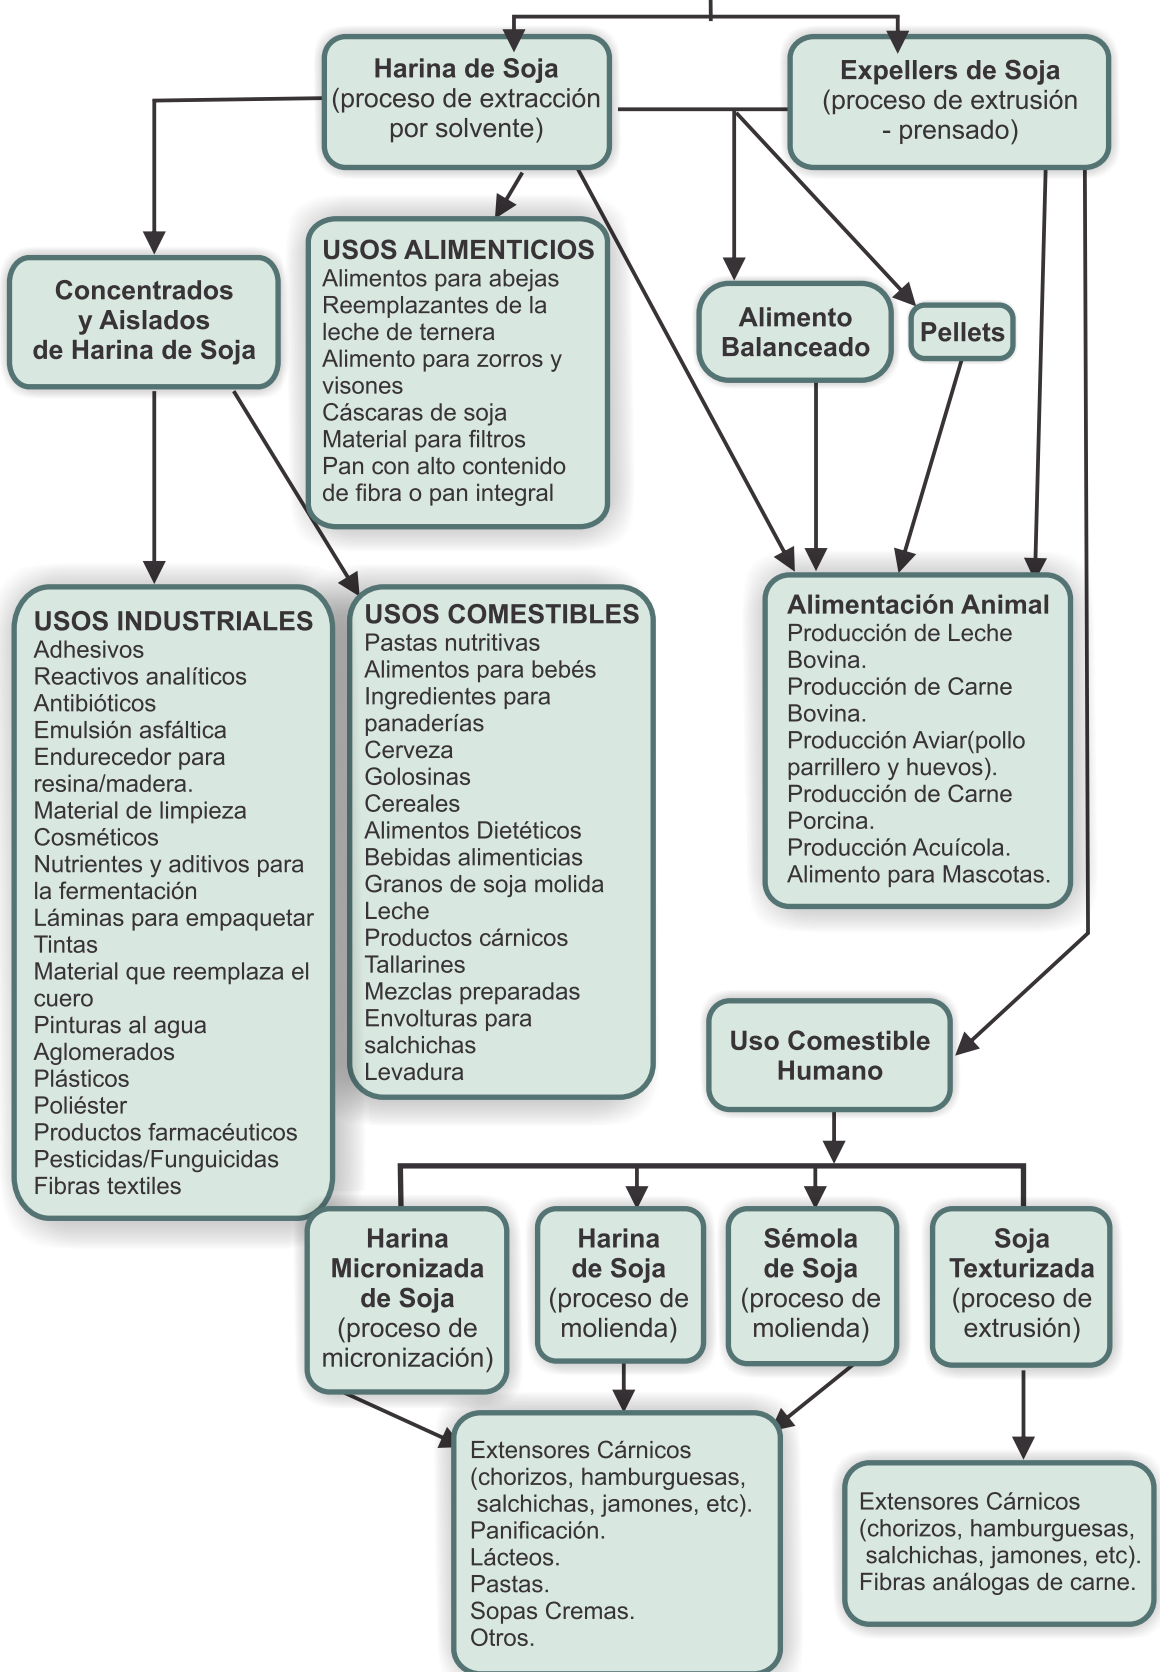 Harina de Soja
(proceso de extracción
por solvente)
Expellers de Soja
(proceso de extrusión
- prensado)
Concentrados
y Aislados
de Harina de Soja
USOS ALIMENTICIOS
Alimentos para abejas
Reemplazantes de la
leche de ternera
Alimento para zorros y
visones
Cáscaras de soja
Material para filtros
Pan con alto contenido
de fibra o pan integral
Alimento
Balanceado
Pellets
USOS INDUSTRIALES
Adhesivos
Reactivos analíticos
Antibióticos
Emulsión asfáltica
Endurecedor para
resina/madera.
Material de limpieza
Cosméticos
Nutrientes y aditivos para
la fermentación
Láminas para empaquetar
Tintas
Material que reemplaza el
cuero
Pinturas al agua
Aglomerados
Plásticos
Poliéster
Productos farmacéuticos
Pesticidas/Funguicidas
Fibras textiles
USOS COMESTIBLES
Pastas nutritivas
Alimentos para bebés
Ingredientes para
panaderías
Cerveza
Golosinas
Cereales
Alimentos Dietéticos
Bebidas alimenticias
Granos de soja molida
Leche
Productos cárnicos
Tallarines
Mezclas preparadas
Envolturas para
salchichas
Levadura
Alimentación Animal
Producción de Leche
Bovina.
Producción de Carne
Bovina.
Producción Aviar(pollo
parrillero y huevos).
Producción de Carne
Porcina.
Producción Acuícola.
Alimento para Mascotas.
Uso Comestible
Humano
Harina
Micronizada
de Soja
(proceso de
micronización)
Harina
de Soja
(proceso de
molienda)
Sémola
de Soja
(proceso de
molienda)
Soja
Texturizada
(proceso de
extrusión)
Extensores Cárnicos
(chorizos, hamburguesas,
salchichas, jamones, etc).
Panificación.
Lácteos.
Pastas.
Sopas Cremas.
Otros.
Extensores Cárnicos
(chorizos, hamburguesas,
salchichas, jamones, etc).
Fibras análogas de carne.